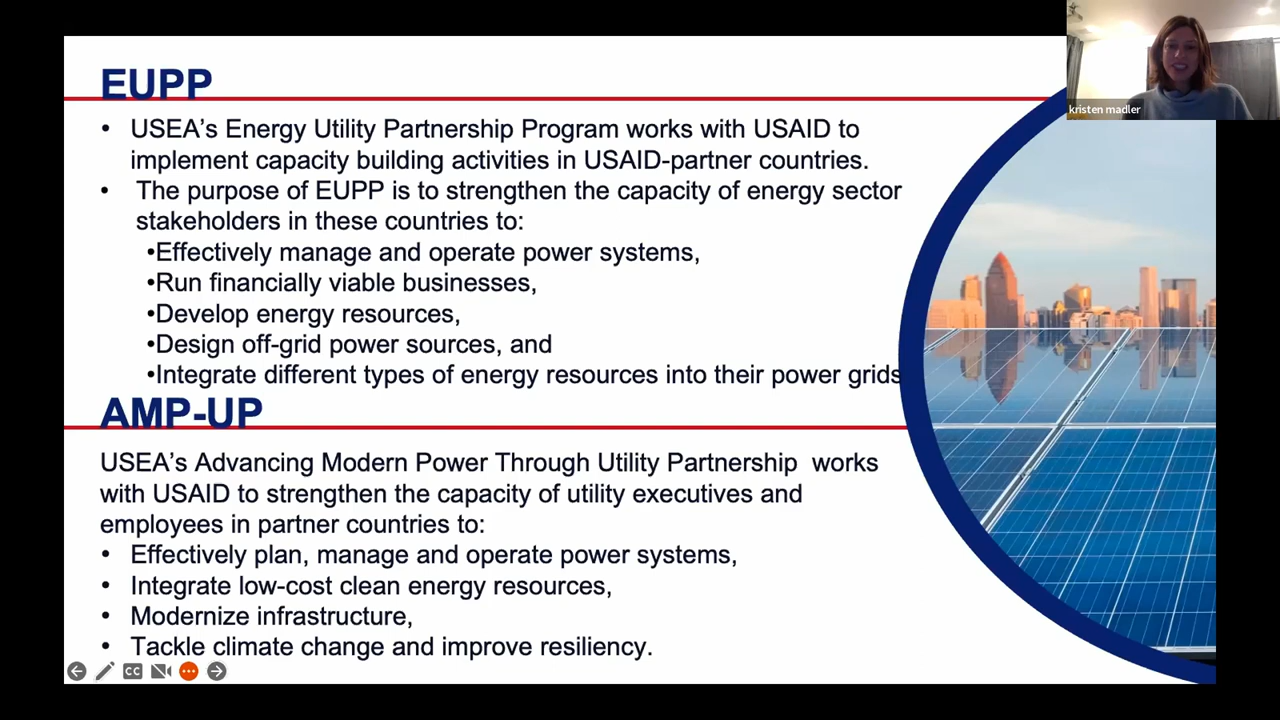 EUPP
• USEA's Energy Utility Partnership Program works with USAID to
implement capacity building activities in USAID-partner countries.
• The purpose of EUPP is to strengthen the capacity of energy sector
stakeholders in these countries to:
•Effectively manage and operate power systems,
•Run financially viable businesses,
•Develop energy resources,
•Design off-grid power sources, and
•Integrate different types of energy resources into their power grids
AMP-UP
USEA's Advancing Modern Power Through Utility Partnership works
with USAID to strengthen the capacity of utility executives and
employees in partner countries to:
• Effectively plan, manage and operate power systems,
• Integrate low-cost clean energy resources,
• Modernize infrastructure,
• Tackle climate change and improve resiliency.
CC
kristen madler